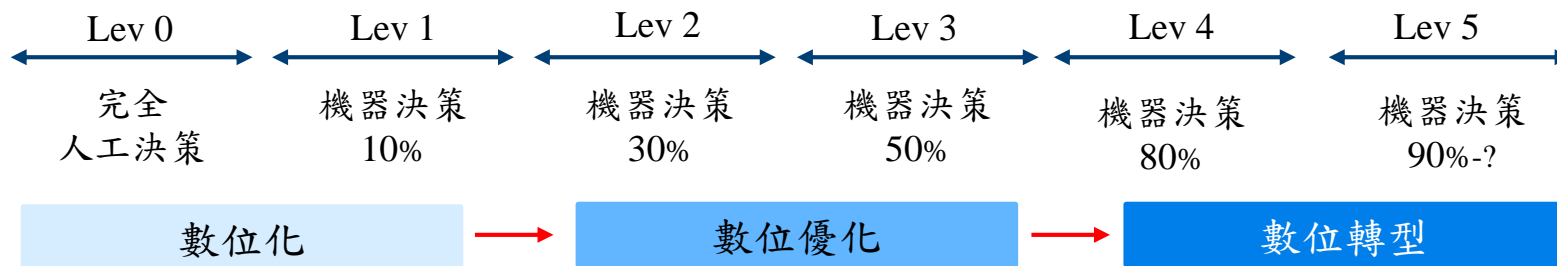 Lev 0 Lev 1 Lev 2 Lev 3 Lev 4 Lev 5
完全 機器決策 機器決策 機器決策 機器決策 機器決策
人工決策 10% 30% 50% 80% 90%-?
數位化 數位優化 數位轉型